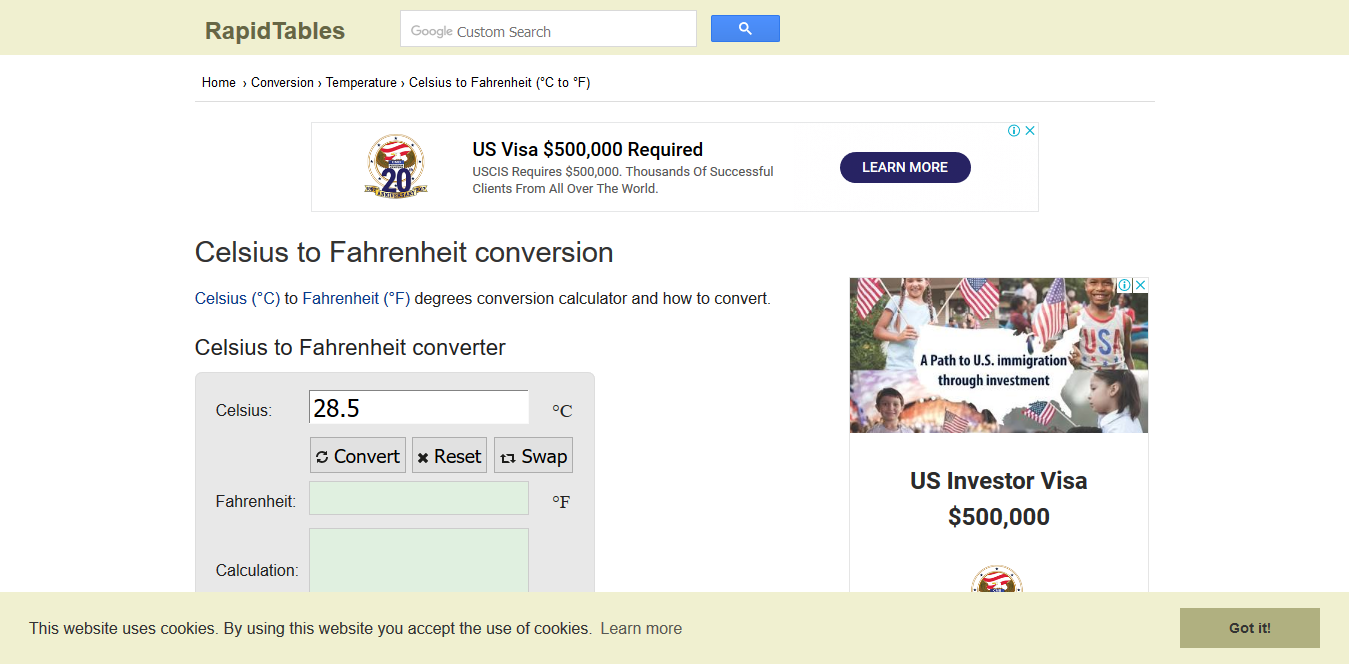 RapidTables
Google Custom Search
Home › Conversion › Temperature › Celsius to Fahrenheit (°C to °F)
20
ANNIVERSARY
US Visa $500,000 Required
USCIS Requires $500,000. Thousands Of Successful
Clients From All Over The World.
LEARN MORE
Celsius to Fahrenheit conversion
Celsius (°C) to Fahrenheit (°F) degrees conversion calculator and how to convert.
USA
A Path to U.S. immigration
through investment
Celsius to Fahrenheit converter
Celsius: 28.5 °C
Convert Reset Swap
Fahrenheit: °F
Calculation:
US Investor Visa
$500,000
This website uses cookies. By using this website you accept the use of cookies. Learn more
Got it!